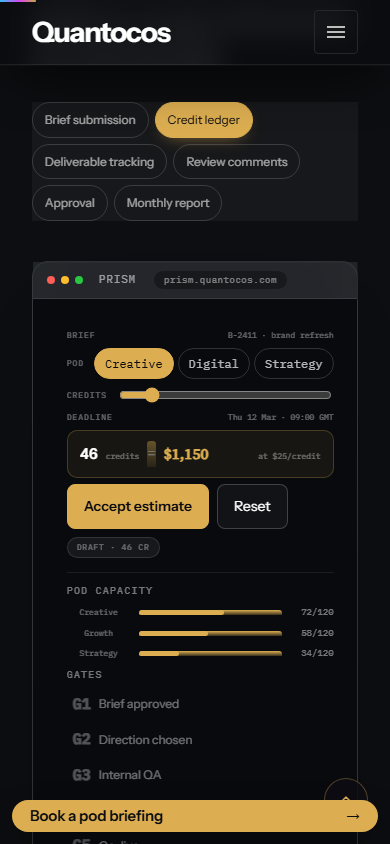 Quantocos
Brief submission
Credit ledger
Deliverable tracking
Review comments
Approval
Monthly report
PRISM
prism.quantocos.com
BRIEF
B-2411 · brand refresh
POD
Creative
Digital
Strategy
CREDITS
DEADLINE
Thu 12 Mar · 09:00 GMT
46 credits = $1,150
at $25/credit
Accept estimate
Reset
DRAFT · 46 CR
POD CAPACITY
Creative 72/120
Growth 58/120
Strategy 34/120
GATES
G1 Brief approved
G2 Direction chosen
G3 Internal QA
Book a pod briefing →